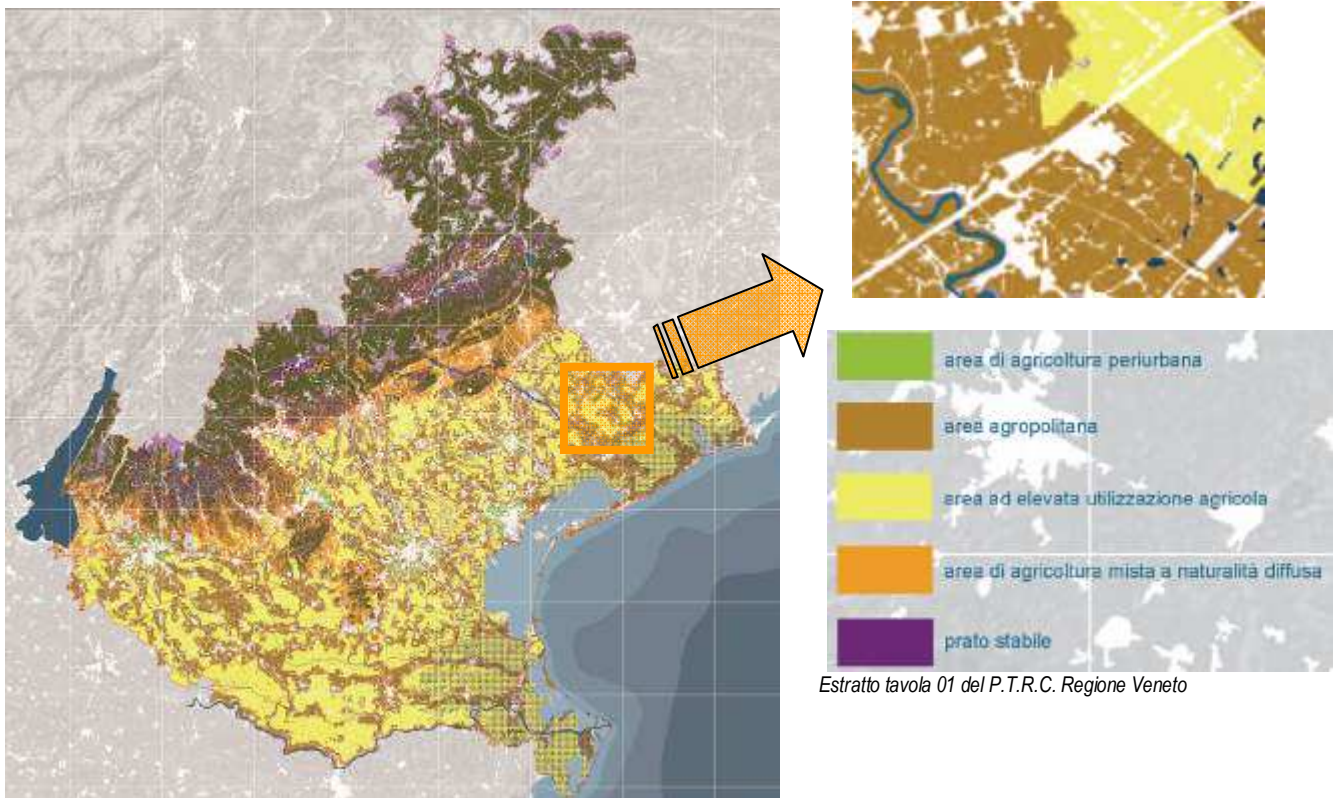 area di agricoltura periurbana
area agropolitana
area ad elevata utilizzazione agricola
area di agricoltura mista a naturalità diffusa
prato stabile
Estratto tavola 01 del P.T.R.C. Regione Veneto